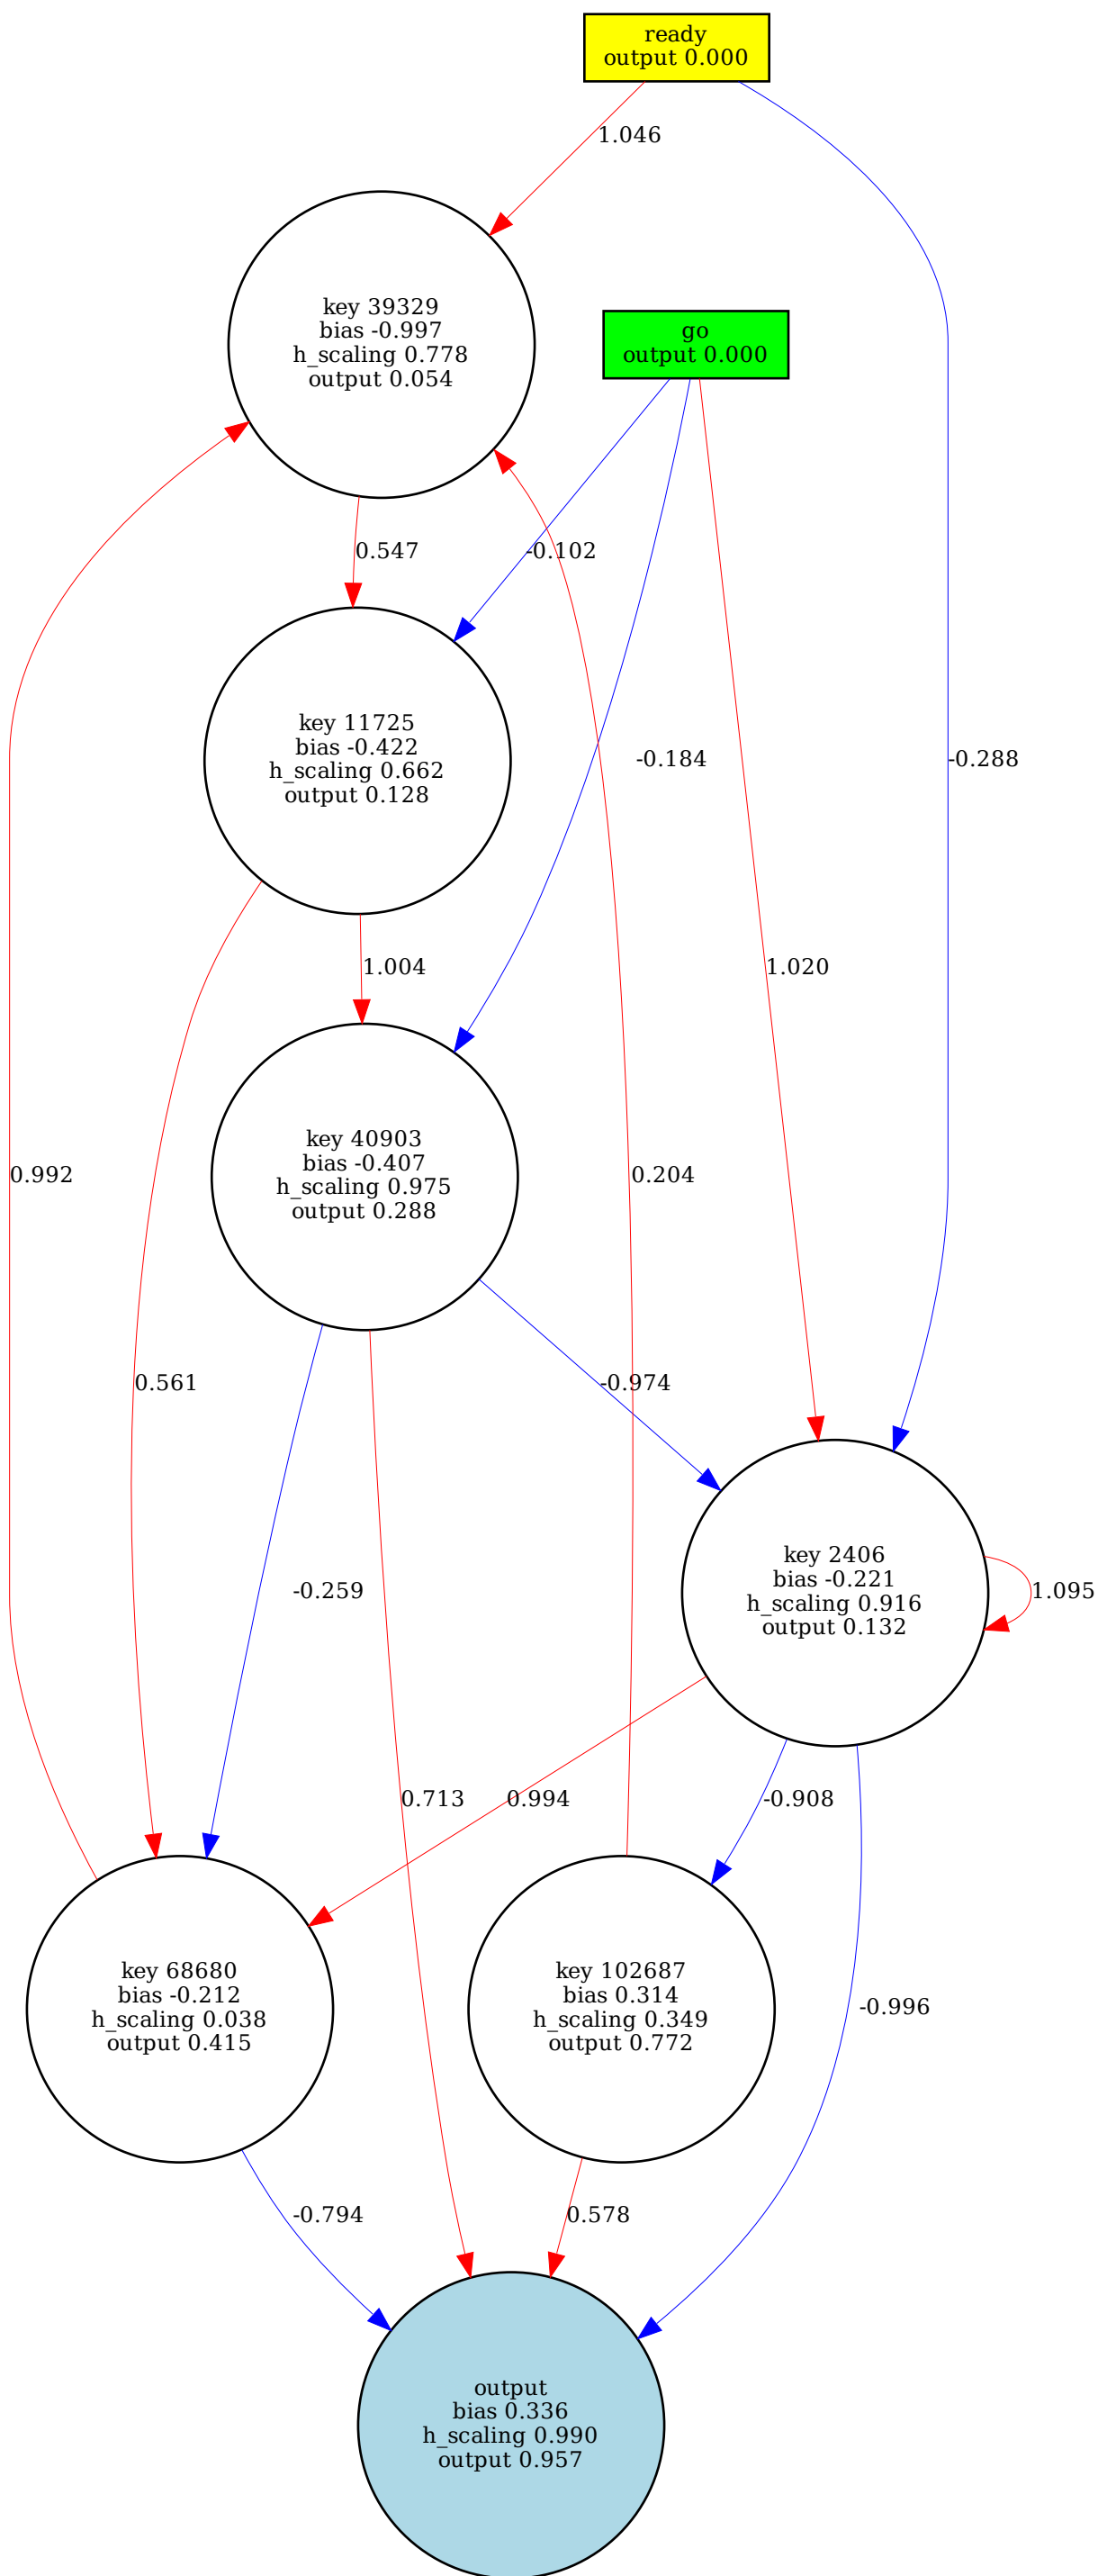 ready
output 0.000
1.046
key 39329
bias -0.997
h_scaling 0.778
output 0.054
go
output 0.000
0.547
-0.102
key 11725
bias -0.422
h_scaling 0.662
output 0.128
-0.184
-0.288
1.004
1.020
key 40903
bias -0.407
h_scaling 0.975
output 0.288
0.992
0.204
0.561
-0.974
key 2406
bias -0.221
h_scaling 0.916
output 0.132
-0.259
1.095
0.713
0.994
-0.908
key 68680
bias -0.212
h_scaling 0.038
output 0.415
key 102687
bias 0.314
h_scaling 0.349
output 0.772
-0.996
-0.794
0.578
output
bias 0.336
h_scaling 0.990
output 0.957